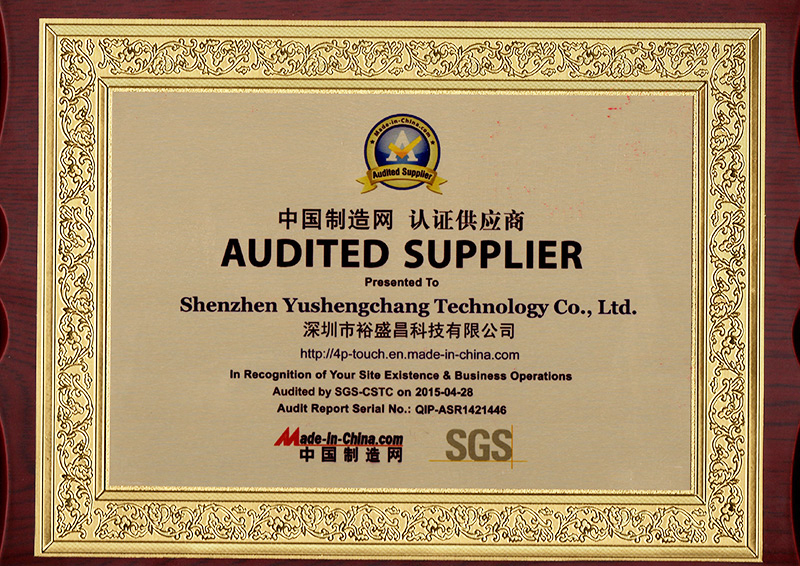 Made-in-China.com
A
Audited Supplier
中国制造网 认证供应商
AUDITED SUPPLIER
Presented To
Shenzhen Yushengchang Technology Co., Ltd.
深圳市裕盛昌科技有限公司
http://4p-touch.en.made-in-china.com
In Recognition of Your Site Existence & Business Operations
Audited by SGS-CSTC on 2015-04-28
Audit Report Serial No.: QIP-ASR1421446
Made-in-China.com
中国制造网
SGS